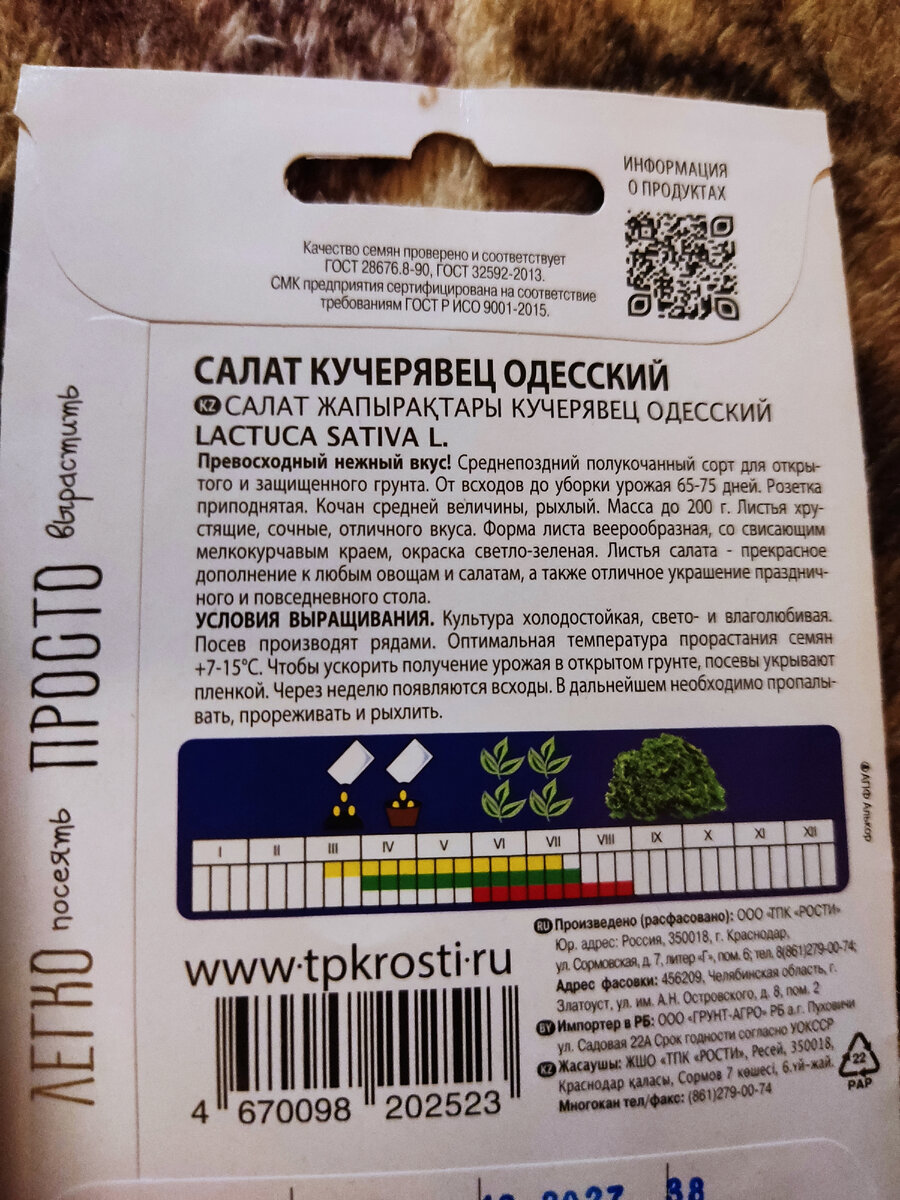 ИНФОРМАЦИЯ
О ПРОДУКТАХ
Качество семян проверено и соответствует
ГОСТ 28676.8-90, ГОСТ 32592-2013.
СМК предприятия сертифицирована на соответствие
требованиям ГОСТ Р ИСО 9001-2015.
САЛАТ КУЧЕРЯВЕЦ ОДЕССКИЙ
KZ САЛАТ ЖАПЫРАҚТАРЫ КУЧЕРЯВЕЦ ОДЕССКИЙ
LACTUCA SATIVA L.
Превосходный нежный вкус! Среднепоздний полукочанный сорт для откры-
того и защищенного грунта. От всходов до уборки урожая 65-75 дней. Розетка
приподнятая. Кочан средней величины, рыхлый. Масса до 200 г. Листья хру-
стящие, сочные, отличного вкуса. Форма листа веерообразная, со свисающим
мелкокурчавым краем, окраска светло-зеленая. Листья салата - прекрасное
дополнение к любым овощам и салатам, а также отличное украшение празднич-
ного и повседневного стола.
УСЛОВИЯ ВЫРАЩИВАНИЯ. Культура холодостойкая, свето- и влаголюбивая.
Посев производят рядами. Оптимальная температура прорастания семян
+7-15°С. Чтобы ускорить получение урожая в открытом грунте, посевы укрывают
пленкой. Через неделю появляются всходы. В дальнейшем необходимо пропалы-
вать, прореживать и рыхлить.
ЛЕГКО посеять ПРОСТО вырастить
I II III IV V VI VII VIII IX X XI XII
® АПИФ Алькор
www.tpkrosti.ru
4 670098 202523
RU Произведено (расфасовано): ООО «ТПК «РОСТИ»
Юр. адрес: Россия, 350018, г. Краснодар,
ул. Сормовская, д. 7, литер «Г», пом. 6; тел. 8(861)279-00-74;
Адрес фасовки: 456209, Челябинская область, г.
Златоуст, ул. им. А.Н. Островского, д. 8, пом. 2
BY Импортер в РБ: ООО «ГРУНТ-АГРО» РБ а.г. Пуховичи
ул. Садовая 22А Срок годности согласно УОКССР
KZ Жасаушы: ЖШО «ТПК «РОСТИ», Ресей, 350018,
Краснодар қаласы, Сормов 7 көшесі, 6.үй-жай.
Многокан тел/факс: (861)279-00-74
22
PAP
2027 38